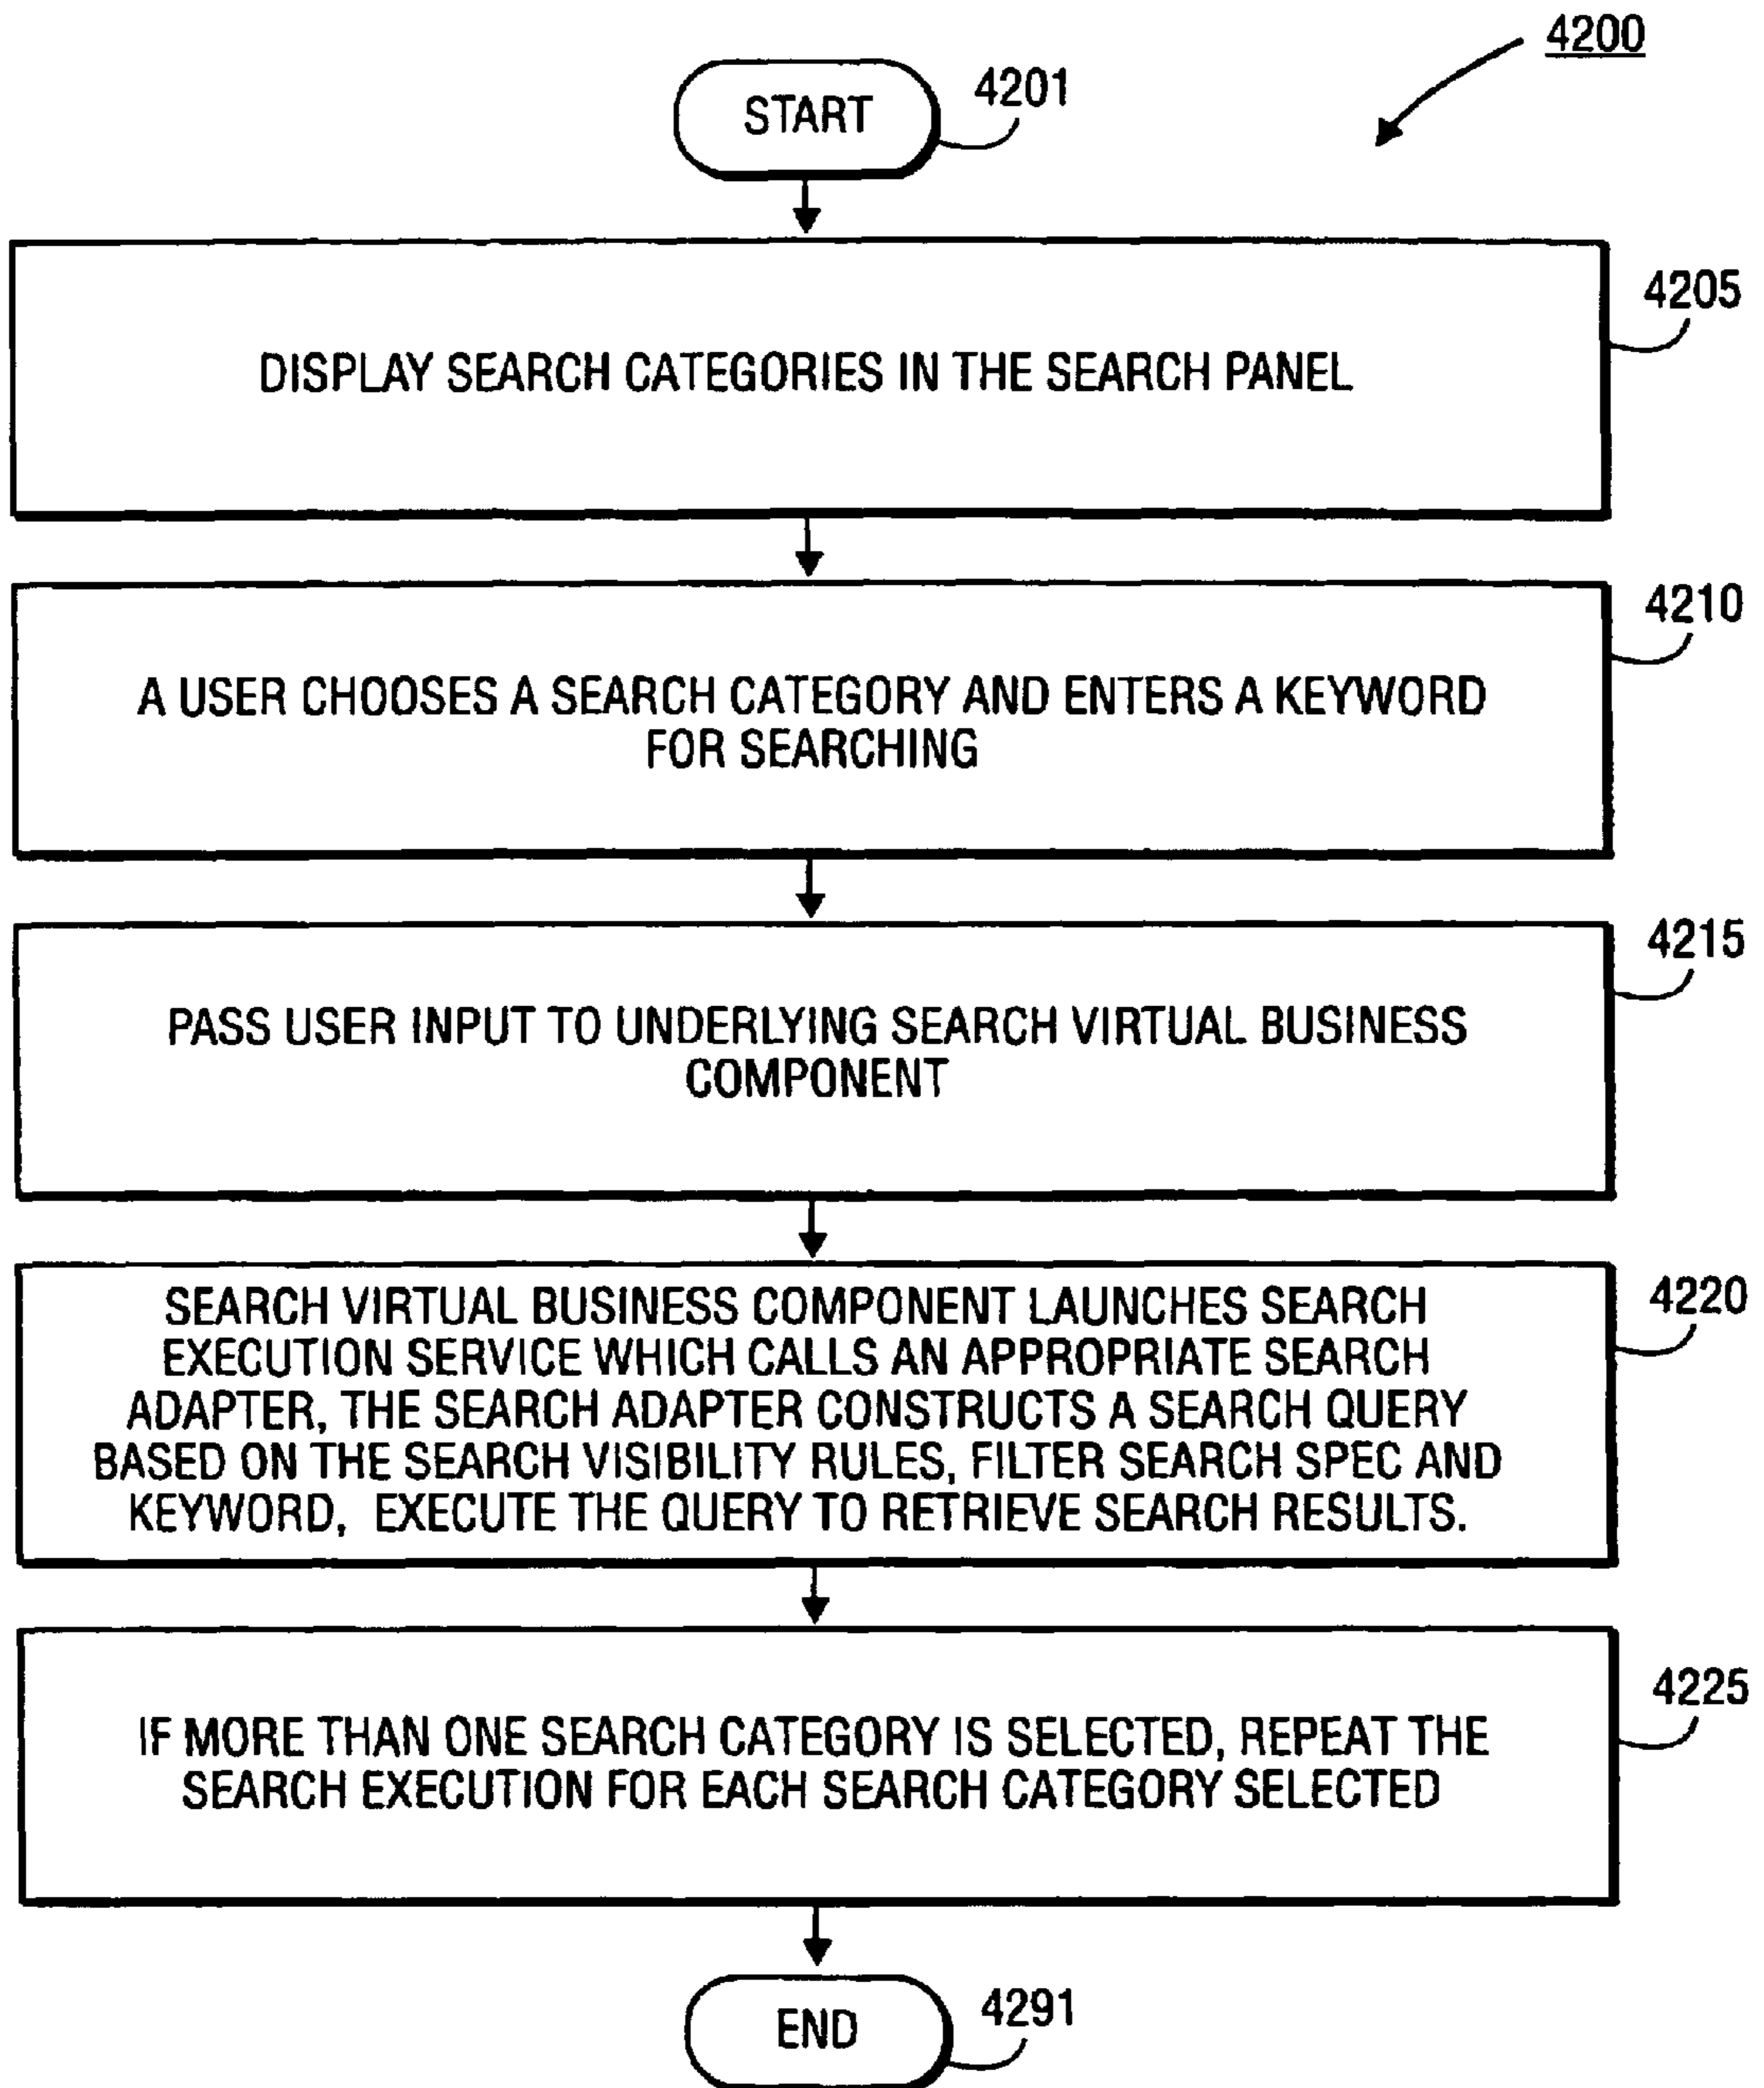 4200
START
4201
DISPLAY SEARCH CATEGORIES IN THE SEARCH PANEL
4205
A USER CHOOSES A SEARCH CATEGORY AND ENTERS A KEYWORD
FOR SEARCHING
4210
PASS USER INPUT TO UNDERLYING SEARCH VIRTUAL BUSINESS
COMPONENT
4215
SEARCH VIRTUAL BUSINESS COMPONENT LAUNCHES SEARCH
EXECUTION SERVICE WHICH CALLS AN APPROPRIATE SEARCH
ADAPTER, THE SEARCH ADAPTER CONSTRUCTS A SEARCH QUERY
BASED ON THE SEARCH VISIBILITY RULES, FILTER SEARCH SPEC AND
KEYWORD, EXECUTE THE QUERY TO RETRIEVE SEARCH RESULTS.
4220
IF MORE THAN ONE SEARCH CATEGORY IS SELECTED, REPEAT THE
SEARCH EXECUTION FOR EACH SEARCH CATEGORY SELECTED
4225
END
4291